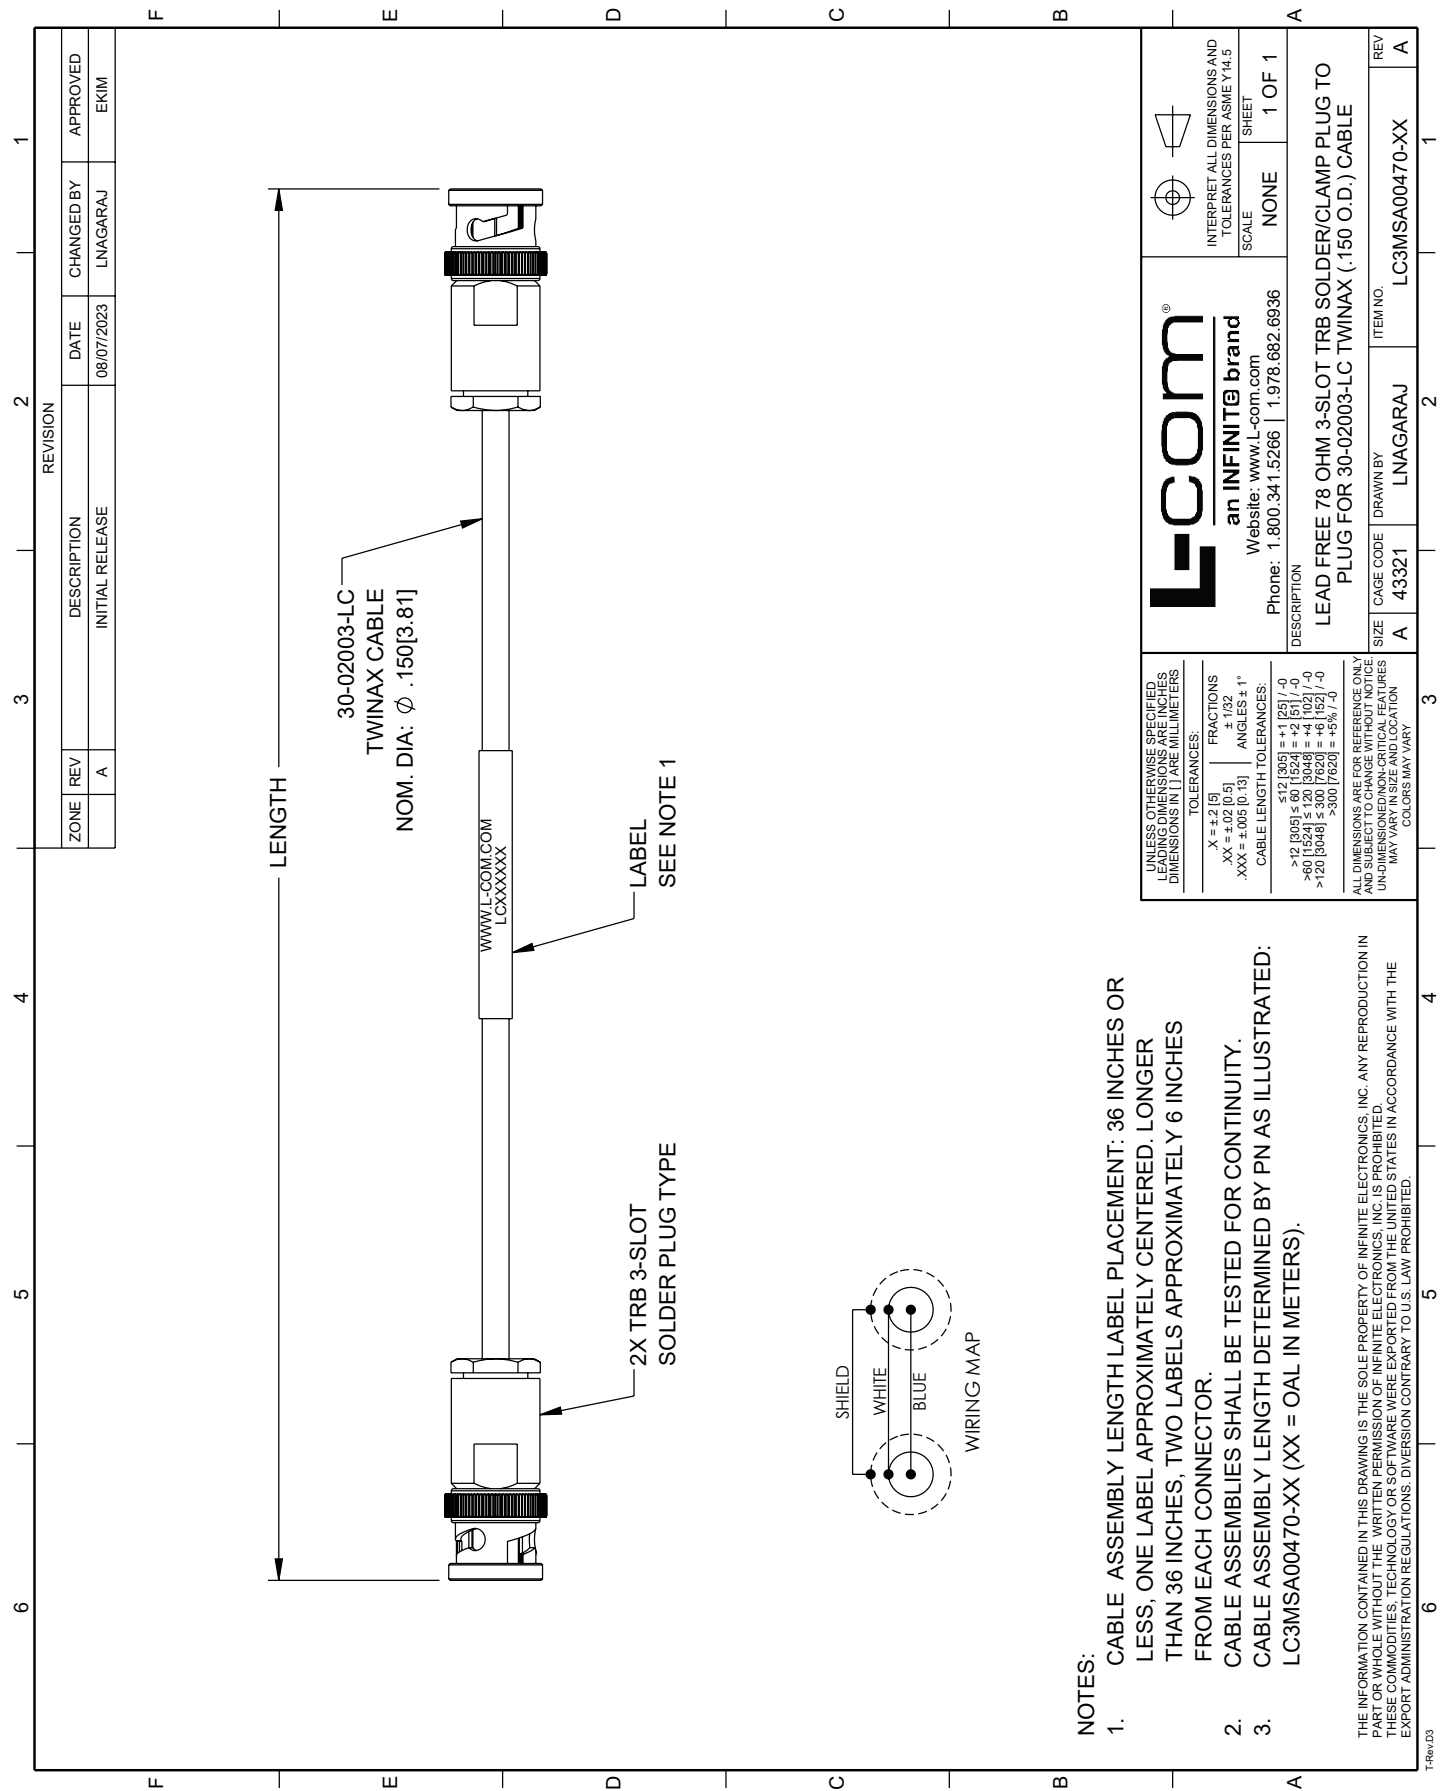 6
5
4
3
2
1
F
E
D
C
B
A
REVISION
ZONE
REV
DESCRIPTION
DATE
CHANGED BY
APPROVED
A
INITIAL RELEASE
08/07/2023
LNAGARAJ
EKIM
LENGTH
30-02003-LC
TWINAX CABLE
NOM. DIA: Ø .150[3.81]
WWW.L-COM.COM
LCXXXXXX
LABEL
SEE NOTE 1
2X TRB 3-SLOT
SOLDER PLUG TYPE
SHIELD
WHITE
BLUE
WIRING MAP
NOTES:
1. CABLE ASSEMBLY LENGTH LABEL PLACEMENT: 36 INCHES OR
LESS, ONE LABEL APPROXIMATELY CENTERED. LONGER
THAN 36 INCHES, TWO LABELS APPROXIMATELY 6 INCHES
FROM EACH CONNECTOR.
2. CABLE ASSEMBLIES SHALL BE TESTED FOR CONTINUITY.
3. CABLE ASSEMBLY LENGTH DETERMINED BY PN AS ILLUSTRATED:
LC3MSA00470-XX (XX = OAL IN METERS).
THE INFORMATION CONTAINED IN THIS DRAWING IS THE SOLE PROPERTY OF INFINITE ELECTRONICS, INC. ANY REPRODUCTION IN
PART OR WHOLE WITHOUT THE WRITTEN PERMISSION OF INFINITE ELECTRONICS, INC. IS PROHIBITED.
THESE COMMODITIES, TECHNOLOGY OR SOFTWARE WERE EXPORTED FROM THE UNITED STATES IN ACCORDANCE WITH THE
EXPORT ADMINISTRATION REGULATIONS. DIVERSION CONTRARY TO U.S. LAW PROHIBITED.
UNLESS OTHERWISE SPECIFIED
LEADING DIMENSIONS ARE INCHES
DIMENSIONS IN [ ] ARE MILLIMETERS
TOLERANCES:
.X = ±.2 [5]
.XX = ±.02 [0.5]
.XXX = ±.005 [0.13]
FRACTIONS
± 1/32
ANGLES ± 1°
CABLE LENGTH TOLERANCES:
≤12 [305] = +1 [25] / -0
>12 [305] ≤ 60 [1524] = +2 [51] / -0
>60 [1524] ≤ 120 [3048] = +4 [102] / -0
>120 [3048] ≤ 300 [7620] = +6 [152] / -0
>300 [7620] = +5% / -0
ALL DIMENSIONS ARE FOR REFERENCE ONLY
AND SUBJECT TO CHANGE WITHOUT NOTICE.
UN-DIMENSIONED/NON-CRITICAL FEATURES
MAY VARY IN SIZE AND LOCATION
COLORS MAY VARY
L-com®
an INFINITE brand
Website: www.L-com.com
Phone: 1.800.341.5266 | 1.978.682.6936
INTERPRET ALL DIMENSIONS AND
TOLERANCES PER ASME Y14.5
SCALE
NONE
SHEET
1 OF 1
DESCRIPTION
LEAD FREE 78 OHM 3-SLOT TRB SOLDER/CLAMP PLUG TO
PLUG FOR 30-02003-LC TWINAX (.150 O.D.) CABLE
SIZE
A
CAGE CODE
43321
DRAWN BY
LNAGARAJ
ITEM NO.
LC3MSA00470-XX
REV
A
F
E
D
C
B
A
6
5
4
3
2
1
T-Rev.D3